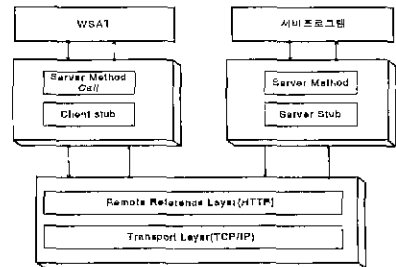 WSAT
서버프로그램
Server Method
Call
Client stub
Server Method
Server Stub
Remote Reference Layer(HTTP)
Transport Layer(TCP/IP)